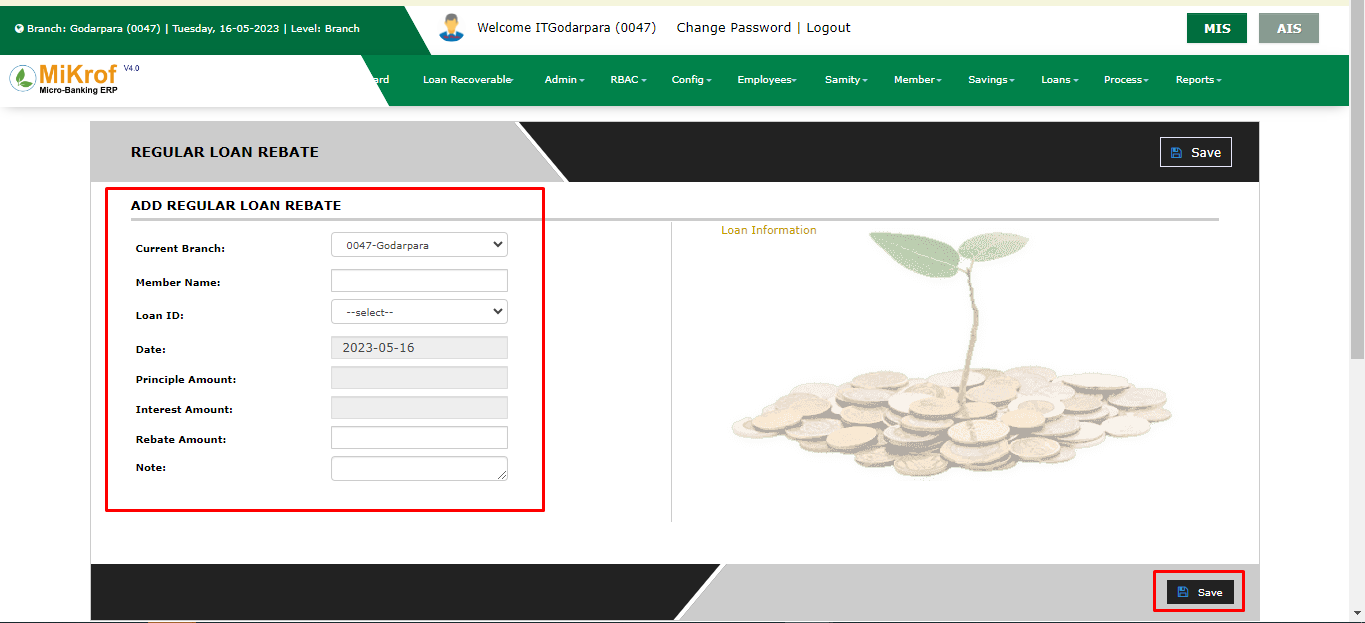 Branch: Godarpara (0047) | Tuesday, 16-05-2023 | Level: Branch
Welcome ITGodarpara (0047) Change Password | Logout
MIS AIS
MiKrof V4.0
Micro-Banking ERP
ard Loan Recoverable Admin RBAC Config Employees Samity Member Savings Loans Process Reports
REGULAR LOAN REBATE
Save
ADD REGULAR LOAN REBATE
Loan Information
Current Branch: 0047-Godarpara
Member Name:
Loan ID: --select--
Date: 2023-05-16
Principle Amount:
Interest Amount:
Rebate Amount:
Note:
Save